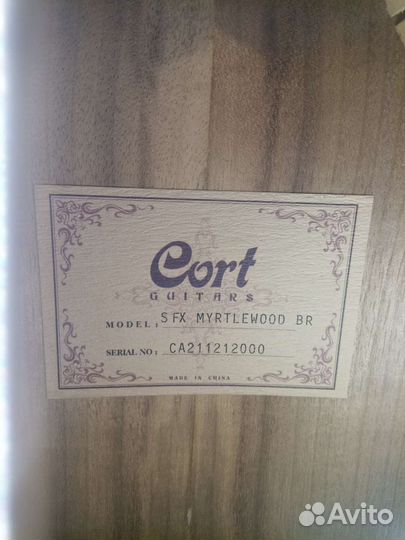 Cort
GUITARS
MODEL: SFX MYRTLEWOOD BR
SERIAL NO: CA211212000
MADE IN CHINA
Avito